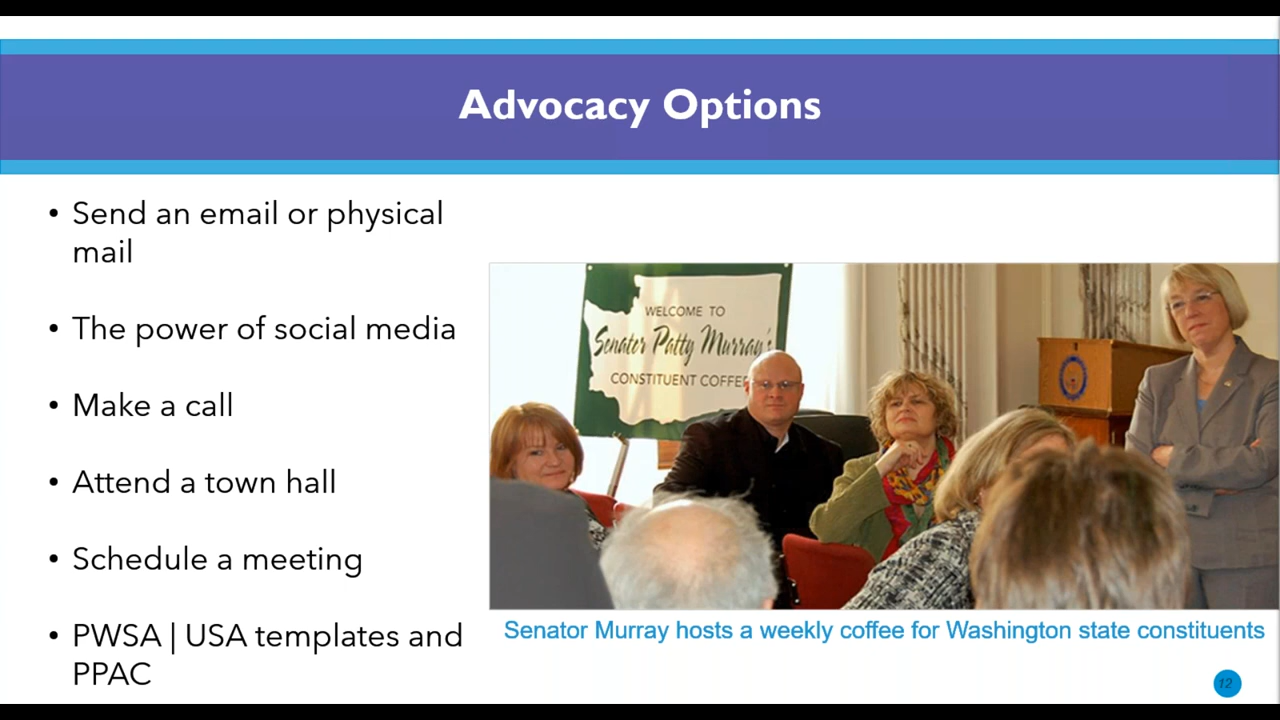 Advocacy Options
• Send an email or physical
mail
• The power of social media
• Make a call
• Attend a town hall
• Schedule a meeting
• PWSA | USA templates and
PPAC
WELCOME TO
Senator Patty Murray's
CONSTITUENT COFFEE
Senator Murray hosts a weekly coffee for Washington state constituents
12